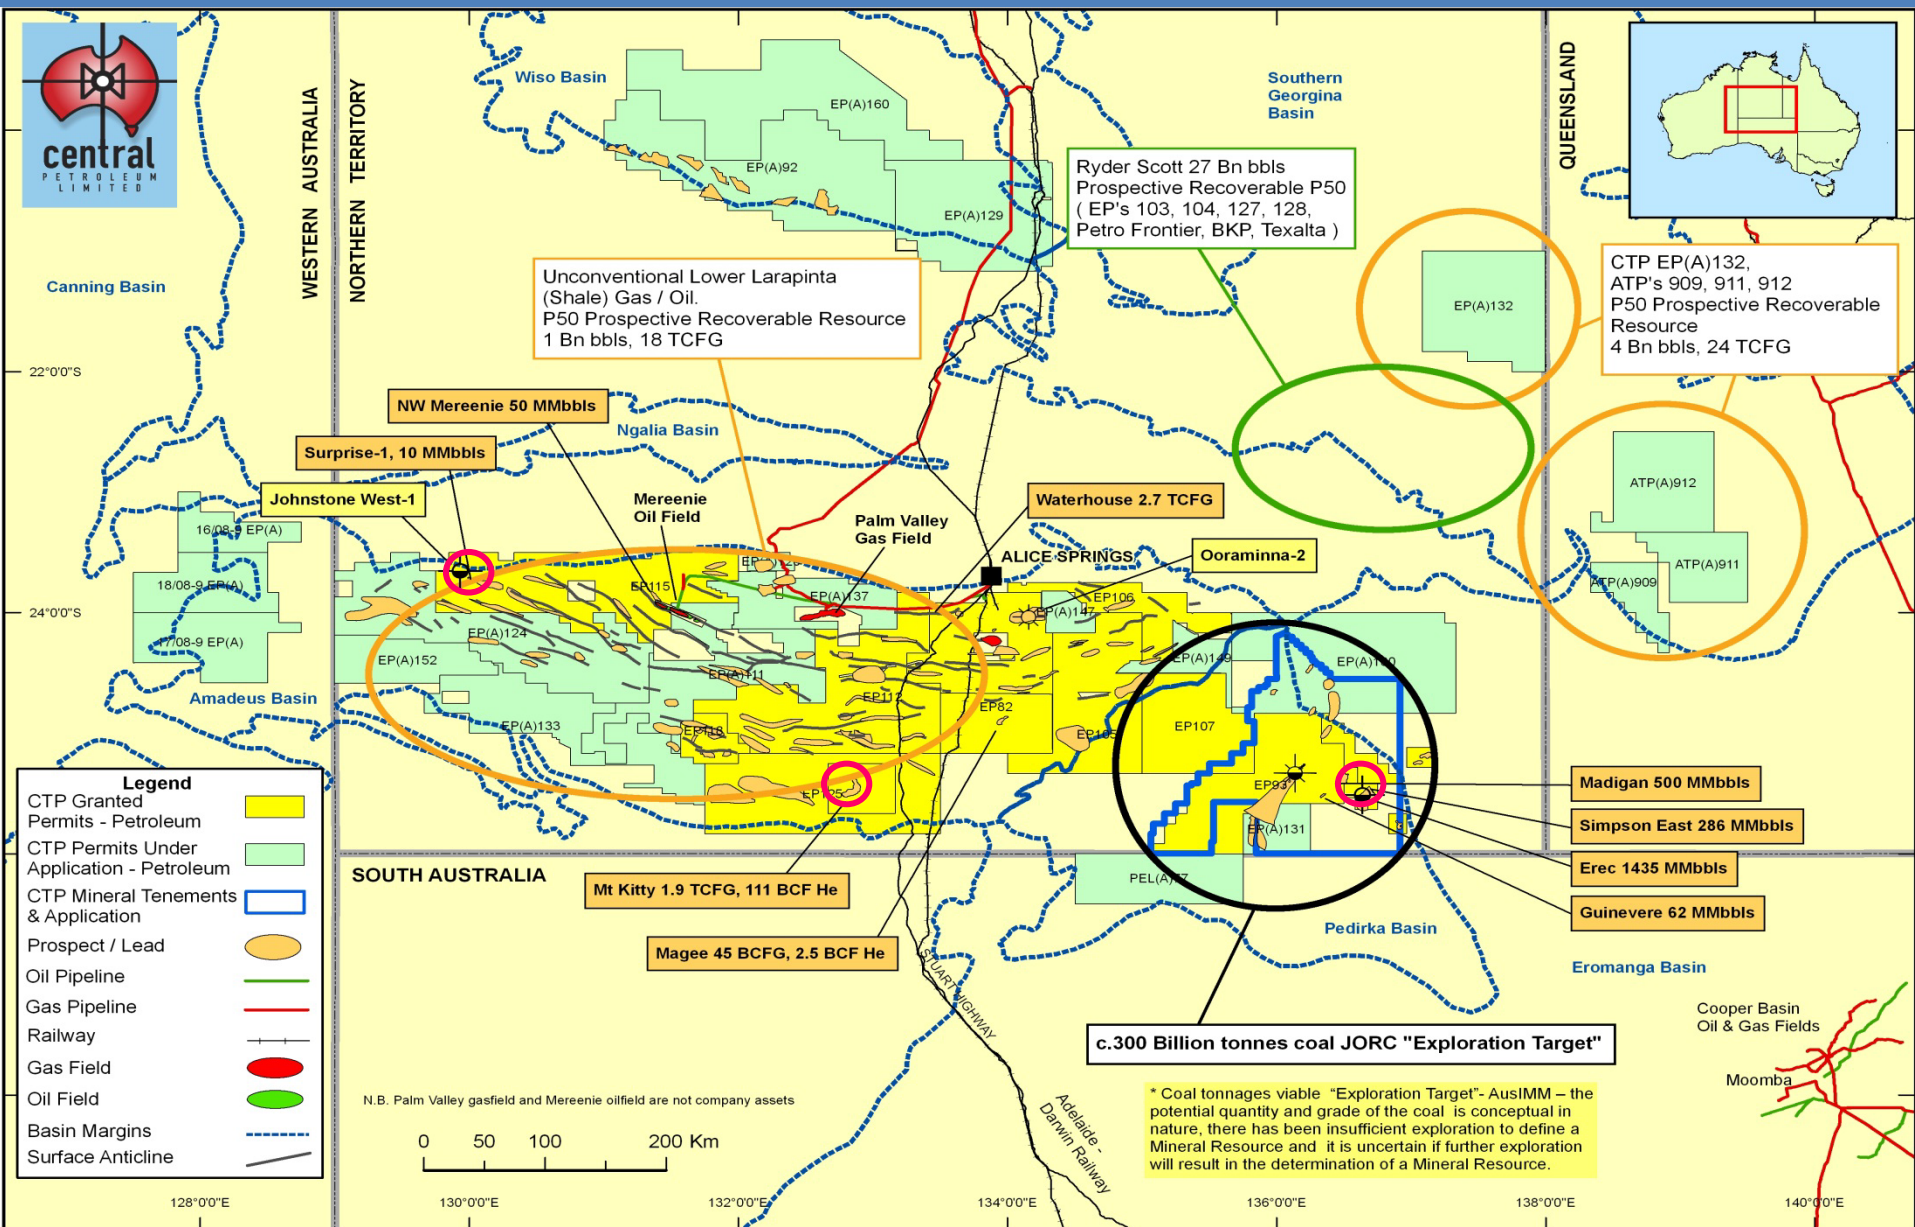 central
PETROLEUM
LIMITED
WESTERN AUSTRALIA
NORTHERN TERRITORY
QUEENSLAND
SOUTH AUSTRALIA
Wiso Basin
Southern
Georgina
Basin
Canning Basin
Ngalia Basin
Amadeus Basin
Pedirka Basin
Eromanga Basin
EP(A)160
EP(A)92
EP(A)129
Ryder Scott 27 Bn bbls
Prospective Recoverable P50
( EP's 103, 104, 127, 128,
Petro Frontier, BKP, Texalta )
CTP EP(A)132,
ATP's 909, 911, 912
P50 Prospective Recoverable
Resource
4 Bn bbls, 24 TCFG
EP(A)132
Unconventional Lower Larapinta
(Shale) Gas / Oil.
P50 Prospective Recoverable Resource
1 Bn bbls, 18 TCFG
22°0'0"S
24°0'0"S
NW Mereenie 50 MMbbls
Surprise-1, 10 MMbbls
Johnstone West-1
Mereenie
Oil Field
Palm Valley
Gas Field
Waterhouse 2.7 TCFG
ALICE SPRINGS
Ooraminna-2
ATP(A)912
ATP(A)911
ATP(A)909
16/08-9 EP(A)
18/08-9 EP(A)
17/08-9 EP(A)
EP115
EP(A)137
EP(A)147
EP106
EP(A)124
EP(A)152
EP(A)111
EP(A)149
EP112
EP82
EP(A)133
EP118
EP105
EP107
EP125
EP93
EP(A)131
PEL(A)77
Madigan 500 MMbbls
Simpson East 286 MMbbls
Erec 1435 MMbbls
Guinevere 62 MMbbls
Mt Kitty 1.9 TCFG, 111 BCF He
Magee 45 BCFG, 2.5 BCF He
STUART HIGHWAY
Adelaide -
Darwin Railway
c.300 Billion tonnes coal JORC "Exploration Target"
Cooper Basin
Oil & Gas Fields
Moomba
* Coal tonnages viable “Exploration Target”- AusIMM – the
potential quantity and grade of the coal is conceptual in
nature, there has been insufficient exploration to define a
Mineral Resource and it is uncertain if further exploration
will result in the determination of a Mineral Resource.
Legend
CTP Granted
Permits - Petroleum
CTP Permits Under
Application - Petroleum
CTP Mineral Tenements
& Application
Prospect / Lead
Oil Pipeline
Gas Pipeline
Railway
Gas Field
Oil Field
Basin Margins
Surface Anticline
N.B. Palm Valley gasfield and Mereenie oilfield are not company assets
0 50 100 200 Km
128°0'0"E
130°0'0"E
132°0'0"E
134°0'0"E
136°0'0"E
138°0'0"E
140°0'0"E